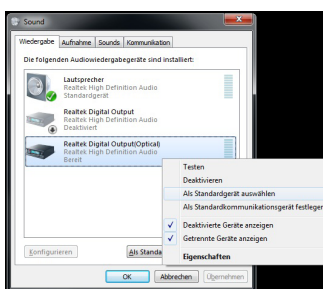 Sound
Wiedergabe Aufnahme Sounds Kommunikation
Die folgenden Audiowiedergabegeräte sind installiert:
Lautsprecher
Realtek High Definition Audio
Standardgerät
Realtek Digital Output
Realtek High Definition Audio
Deaktiviert
Realtek Digital Output(Optical)
Realtek High Definition Audio
Bereit
Testen
Deaktivieren
Als Standardgerät auswählen
Als Standardkommunikationsgerät festlegen
Deaktivierte Geräte anzeigen
Getrennte Geräte anzeigen
Eigenschaften
Konfigurieren Als Standa
OK Abbrechen Übernehmen